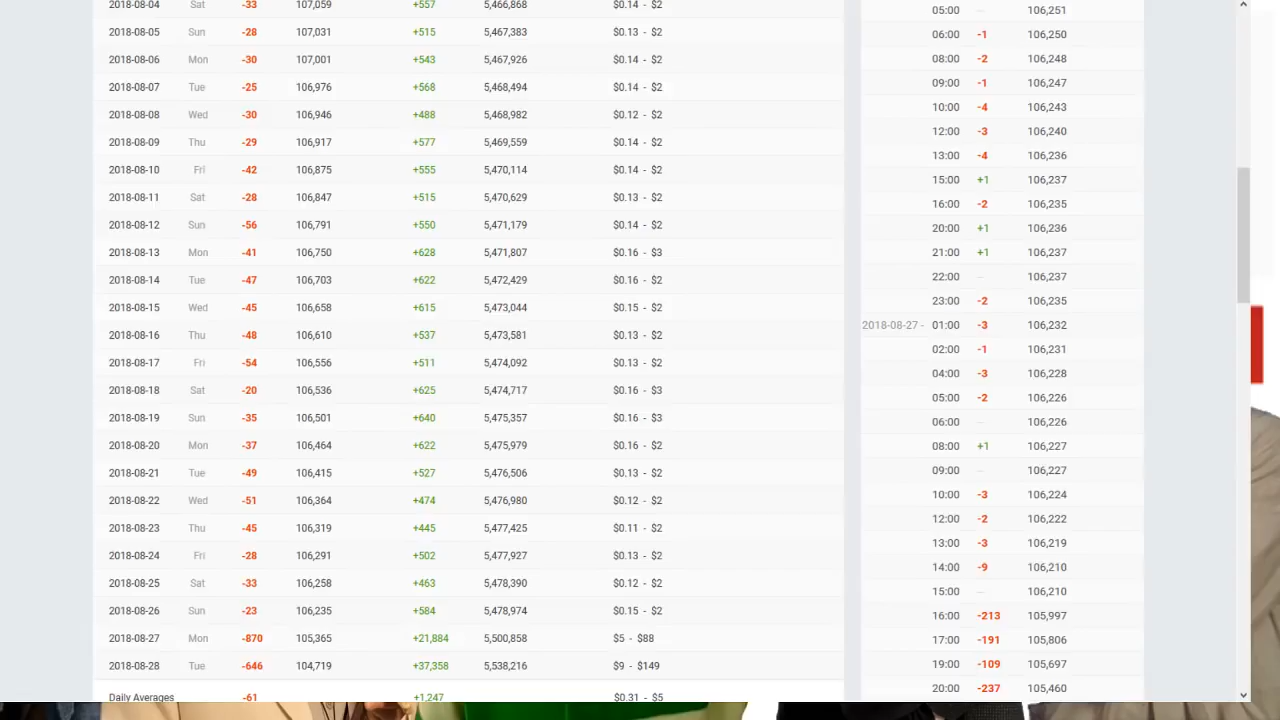 2018-08-04 Sat -33 107,059 +557 5,466,868 $0.14 - $2
2018-08-05 Sun -28 107,031 +515 5,467,383 $0.13 - $2
2018-08-06 Mon -30 107,001 +543 5,467,926 $0.14 - $2
2018-08-07 Tue -25 106,976 +568 5,468,494 $0.14 - $2
2018-08-08 Wed -30 106,946 +488 5,468,982 $0.12 - $2
2018-08-09 Thu -29 106,917 +577 5,469,559 $0.14 - $2
2018-08-10 Fri -42 106,875 +555 5,470,114 $0.14 - $2
2018-08-11 Sat -28 106,847 +515 5,470,629 $0.13 - $2
2018-08-12 Sun -56 106,791 +550 5,471,179 $0.14 - $2
2018-08-13 Mon -41 106,750 +628 5,471,807 $0.16 - $3
2018-08-14 Tue -47 106,703 +622 5,472,429 $0.16 - $2
2018-08-15 Wed -45 106,658 +615 5,473,044 $0.15 - $2
2018-08-16 Thu -48 106,610 +537 5,473,581 $0.13 - $2
2018-08-17 Fri -54 106,556 +511 5,474,092 $0.13 - $2
2018-08-18 Sat -20 106,536 +625 5,474,717 $0.16 - $3
2018-08-19 Sun -35 106,501 +640 5,475,357 $0.16 - $3
2018-08-20 Mon -37 106,464 +622 5,475,979 $0.16 - $2
2018-08-21 Tue -49 106,415 +527 5,476,506 $0.13 - $2
2018-08-22 Wed -51 106,364 +474 5,476,980 $0.12 - $2
2018-08-23 Thu -45 106,319 +445 5,477,425 $0.11 - $2
2018-08-24 Fri -28 106,291 +502 5,477,927 $0.13 - $2
2018-08-25 Sat -33 106,258 +463 5,478,390 $0.12 - $2
2018-08-26 Sun -23 106,235 +584 5,478,974 $0.15 - $2
2018-08-27 Mon -870 105,365 +21,884 5,500,858 $5 - $88
2018-08-28 Tue -646 104,719 +37,358 5,538,216 $9 - $149
Daily Averages -61 +1,247 $0.31 - $5
05:00 -- 106,251
06:00 -1 106,250
08:00 -2 106,248
09:00 -1 106,247
10:00 -4 106,243
12:00 -3 106,240
13:00 -4 106,236
15:00 +1 106,237
16:00 -2 106,235
20:00 +1 106,236
21:00 +1 106,237
22:00 -- 106,237
23:00 -2 106,235
2018-08-27 - 01:00 -3 106,232
02:00 -1 106,231
04:00 -3 106,228
05:00 -2 106,226
06:00 -- 106,226
08:00 +1 106,227
09:00 -- 106,227
10:00 -3 106,224
12:00 -2 106,222
13:00 -3 106,219
14:00 -9 106,210
15:00 -- 106,210
16:00 -213 105,997
17:00 -191 105,806
19:00 -109 105,697
20:00 -237 105,460